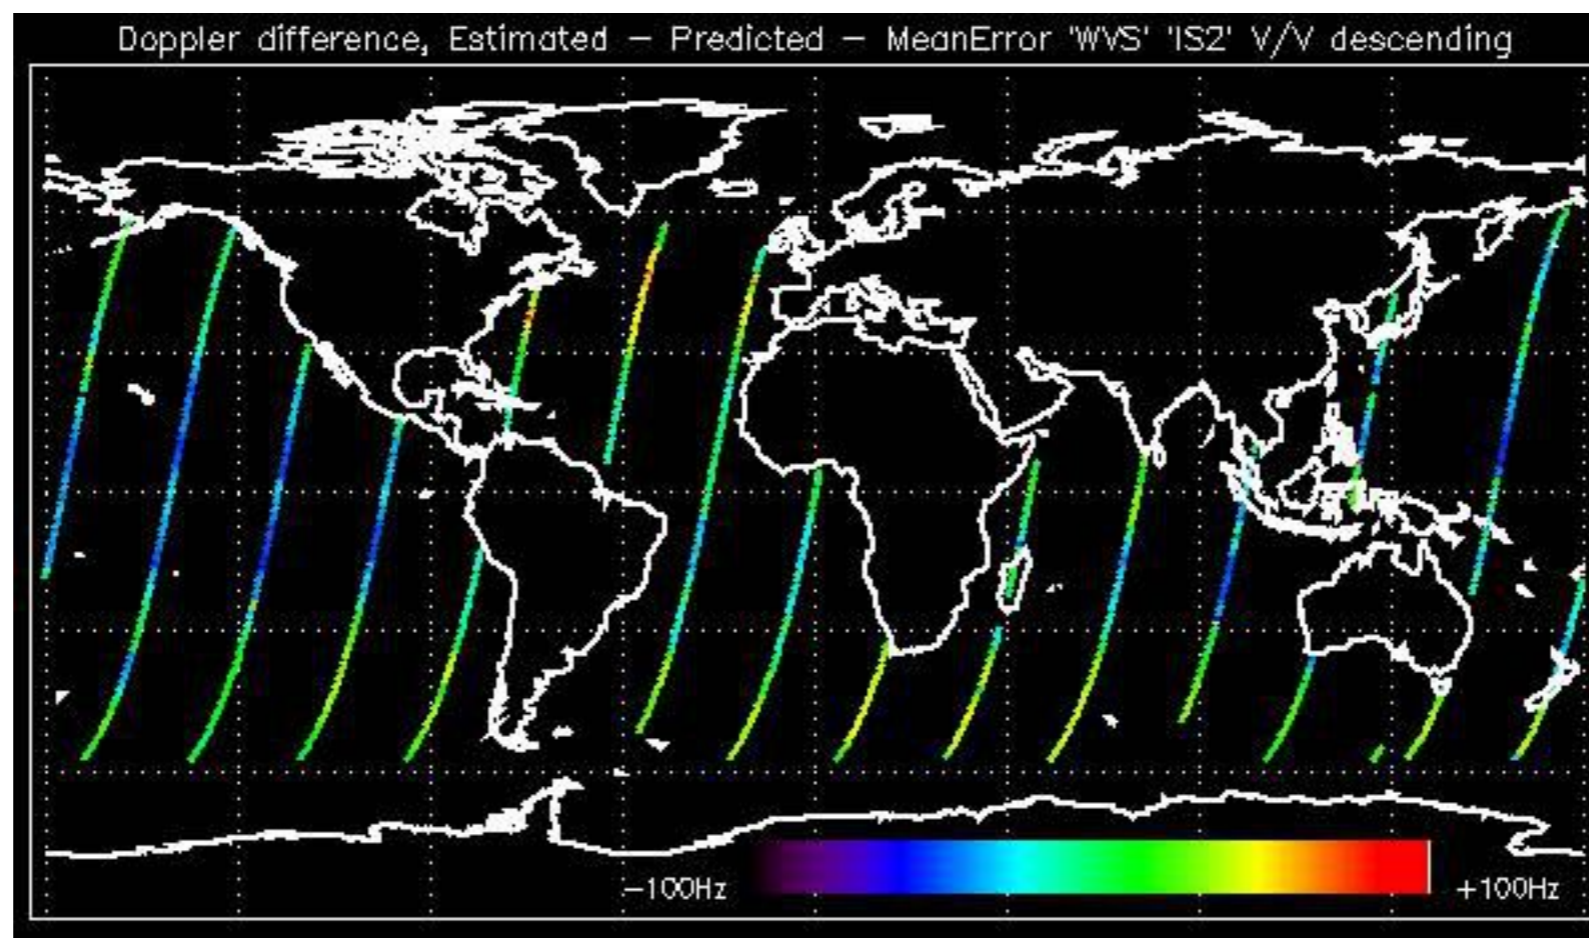 Doppler difference, Estimated – Predicted – MeanError 'WVS' 'IS2' V/V descending
–100Hz +100Hz